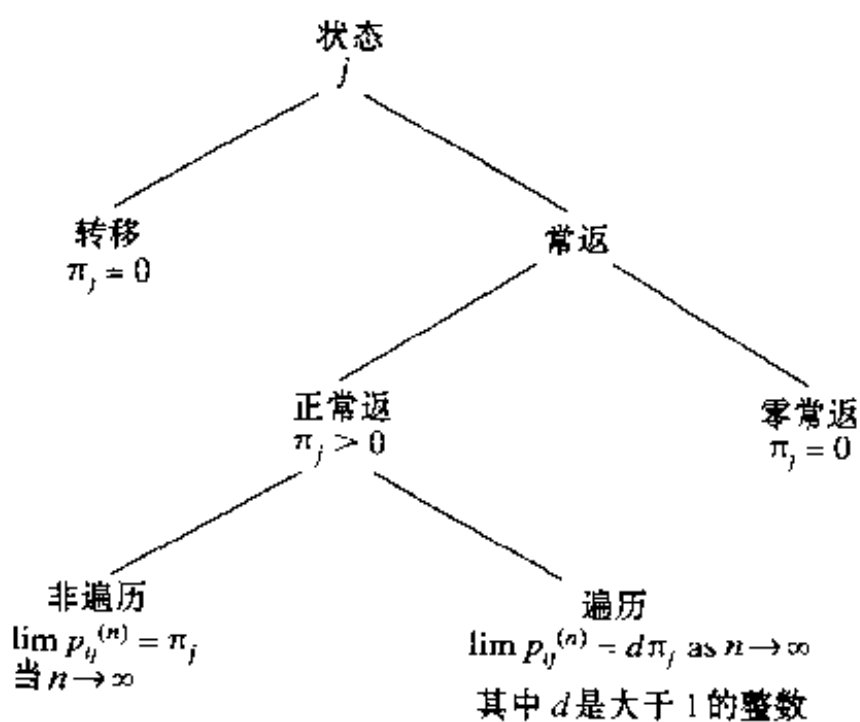 状态
j
转移
π_j = 0
常返
正常返
π_j > 0
零常返
π_j = 0
非遍历
lim p_ij^(n) = π_j
当 n → ∞
遍历
lim p_ij^(n) = dπ_j as n → ∞
其中 d 是大于 1 的整数